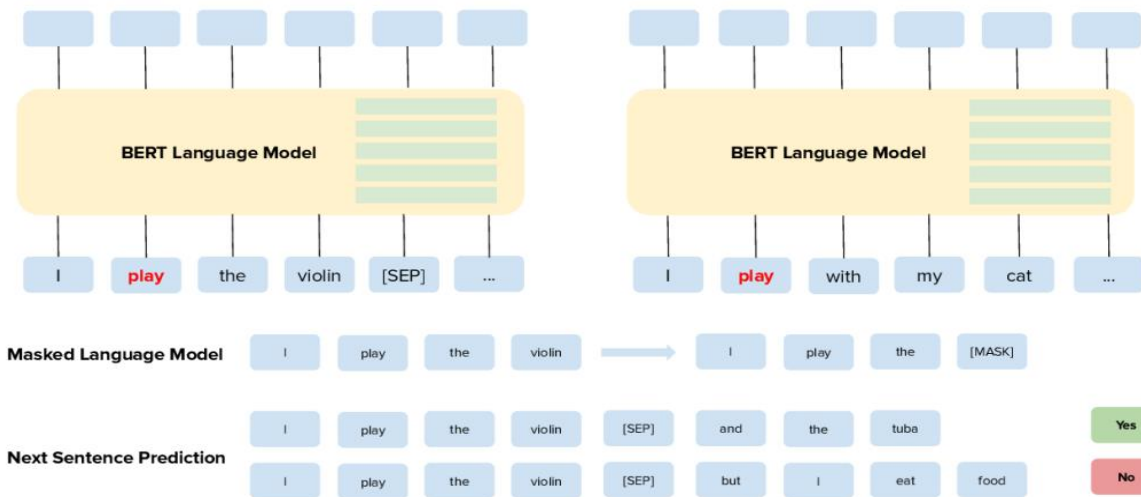 BERT Language Model
BERT Language Model
I play the violin [SEP] ...
I play with my cat ...
Masked Language Model I play the violin I play the [MASK]
Next Sentence Prediction
I play the violin [SEP] and the tuba Yes
I play the violin [SEP] but I eat food No